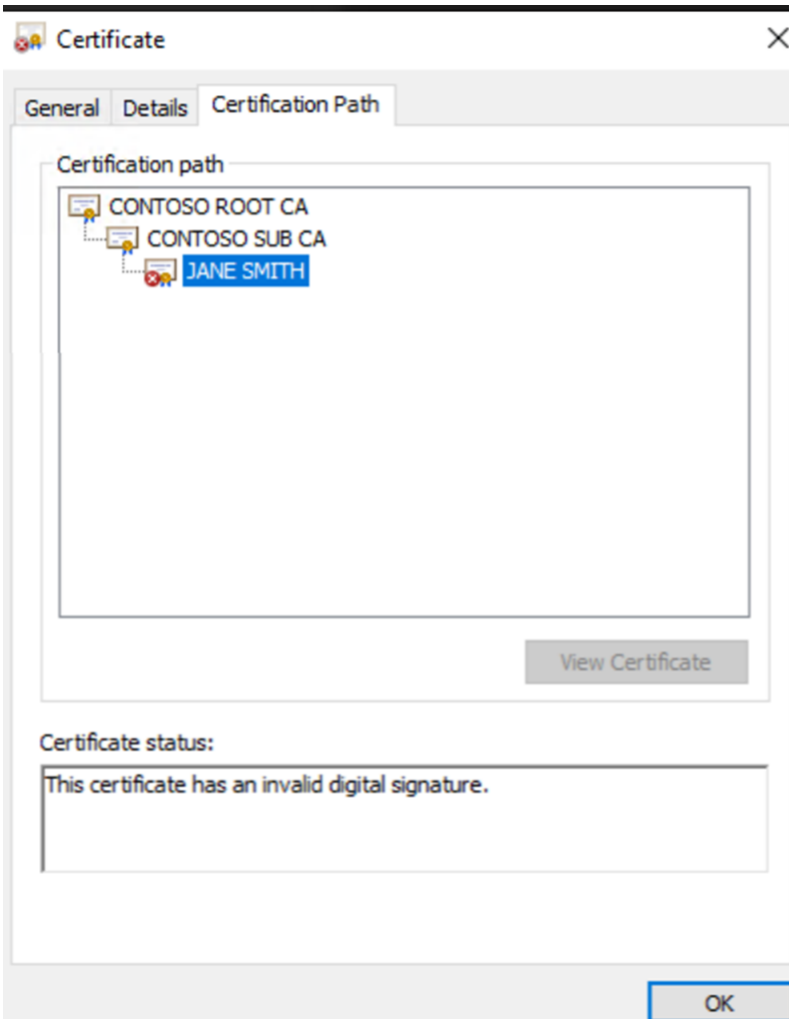 Certificate
General Details Certification Path
Certification path
CONTOSO ROOT CA
CONTOSO SUB CA
JANE SMITH
View Certificate
Certificate status:
This certificate has an invalid digital signature.
OK